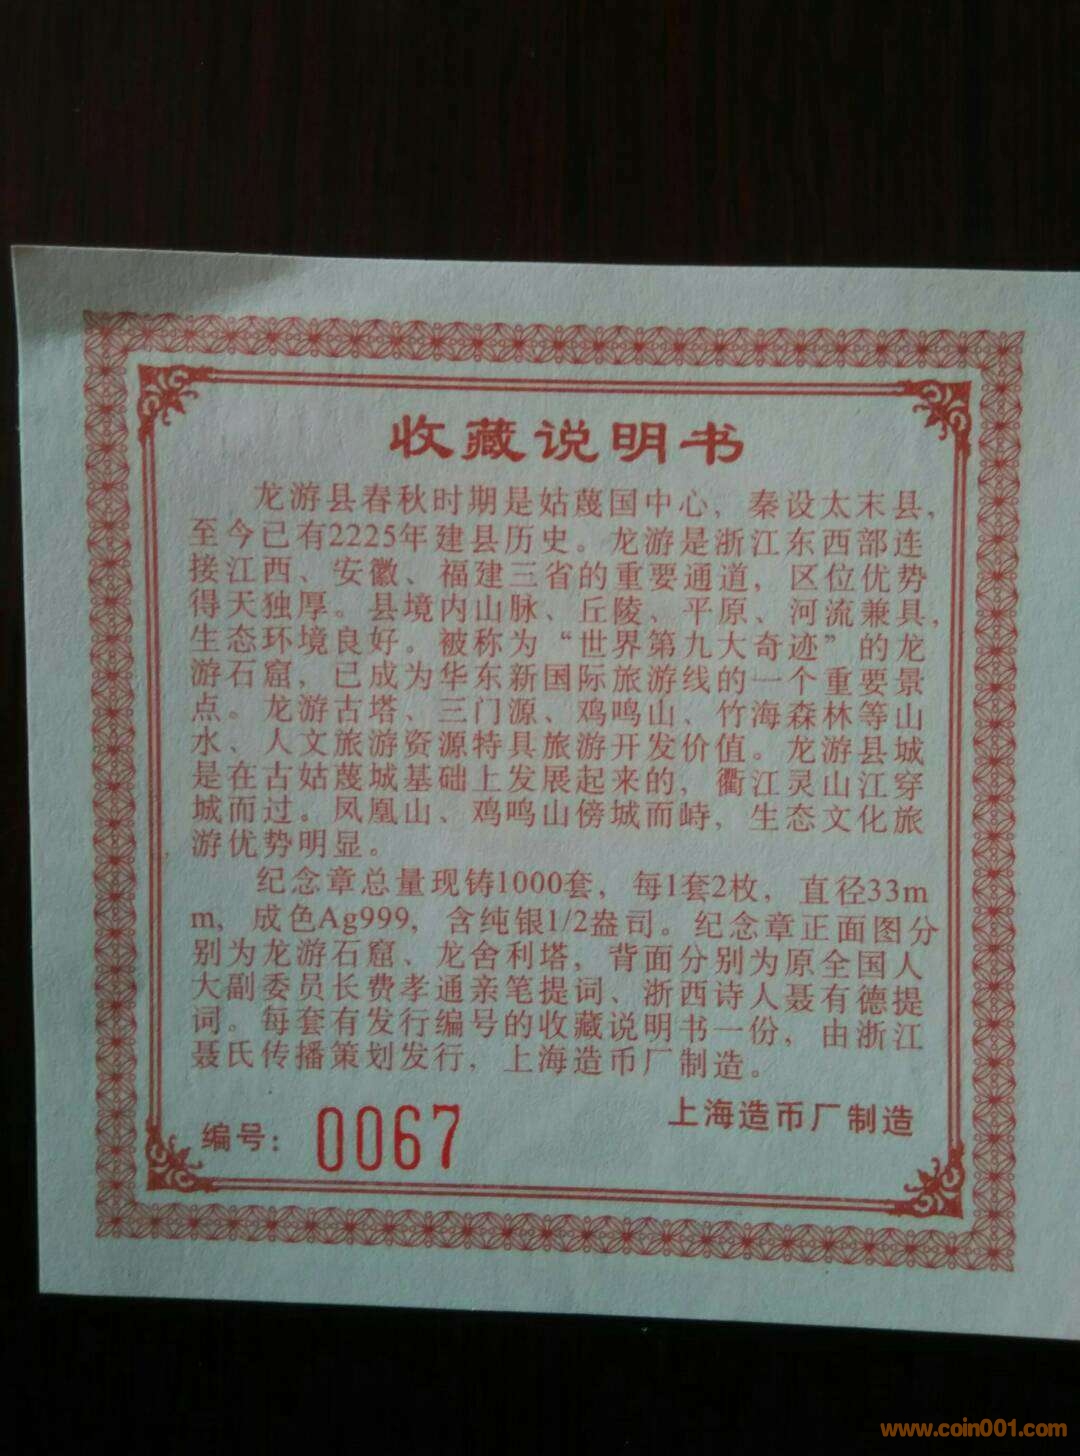 收藏说明书
龙游县春秋时期是姑蔑国中心，秦设太末县，
至今已有2225年建县历史。龙游是浙江东西部连
接江西、安徽、福建三省的重要通道，区位优势
得天独厚。县境内山脉、丘陵、平原、河流兼具，
生态环境良好。被称为“世界第九大奇迹”的龙
游石窟，已成为华东新国际旅游线的一个重要景
点。龙游古塔、三门源、鸡鸣山、竹海森林等山
水、人文旅游资源特具旅游开发价值。龙游县城
是在古姑蔑城基础上发展起来的，衢江灵山江穿
城而过。凤凰山、鸡鸣山傍城而峙，生态文化旅
游优势明显。
纪念章总量现铸1000套，每1套2枚，直径33m
m，成色Ag999，含纯银1/2盎司。纪念章正面图分
别为龙游石窟、龙舍利塔，背面分别为原全国人
大副委员长费孝通亲笔提词、浙西诗人聂有德提
词。每套有发行编号的收藏说明书一份，由浙江
聂氏传播策划发行，上海造币厂制造。
上海造币厂制造
编号：0067
www.coin001.com